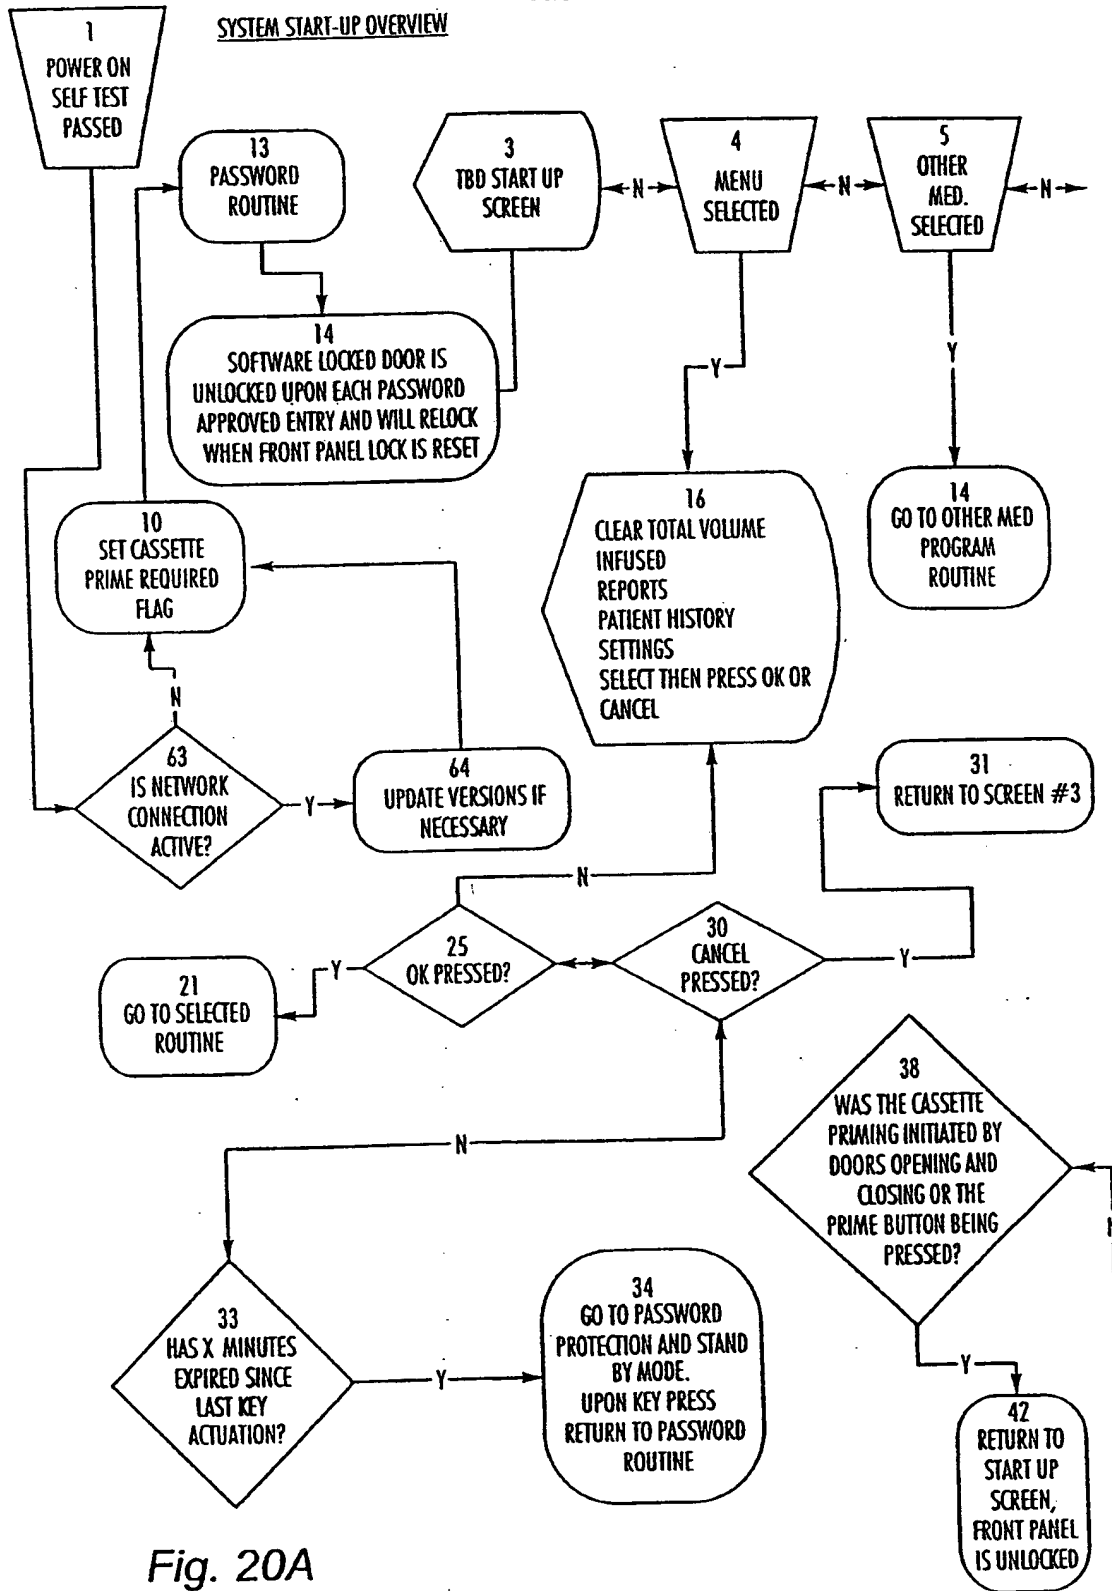 SYSTEM START-UP OVERVIEW
1
POWER ON
SELF TEST
PASSED
13
PASSWORD
ROUTINE
3
TBD START UP
SCREEN
N
4
MENU
SELECTED
N
5
OTHER
MED.
SELECTED
N
14
SOFTWARE LOCKED DOOR IS
UNLOCKED UPON EACH PASSWORD
APPROVED ENTRY AND WILL RELOCK
WHEN FRONT PANEL LOCK IS RESET
Y
Y
10
SET CASSETTE
PRIME REQUIRED
FLAG
16
CLEAR TOTAL VOLUME
INFUSED
REPORTS
PATIENT HISTORY
SETTINGS
SELECT THEN PRESS OK OR
CANCEL
14
GO TO OTHER MED
PROGRAM
ROUTINE
N
63
IS NETWORK
CONNECTION
ACTIVE?
Y
64
UPDATE VERSIONS IF
NECESSARY
31
RETURN TO SCREEN #3
N
25
OK PRESSED?
Y
30
CANCEL
PRESSED?
Y
21
GO TO SELECTED
ROUTINE
38
WAS THE CASSETTE
PRIMING INITIATED BY
DOORS OPENING AND
CLOSING OR THE
PRIME BUTTON BEING
PRESSED?
N
N
33
HAS X MINUTES
EXPIRED SINCE
LAST KEY
ACTUATION?
Y
34
GO TO PASSWORD
PROTECTION AND STAND
BY MODE.
UPON KEY PRESS
RETURN TO PASSWORD
ROUTINE
Y
42
RETURN TO
START UP
SCREEN,
FRONT PANEL
IS UNLOCKED
Fig. 20A